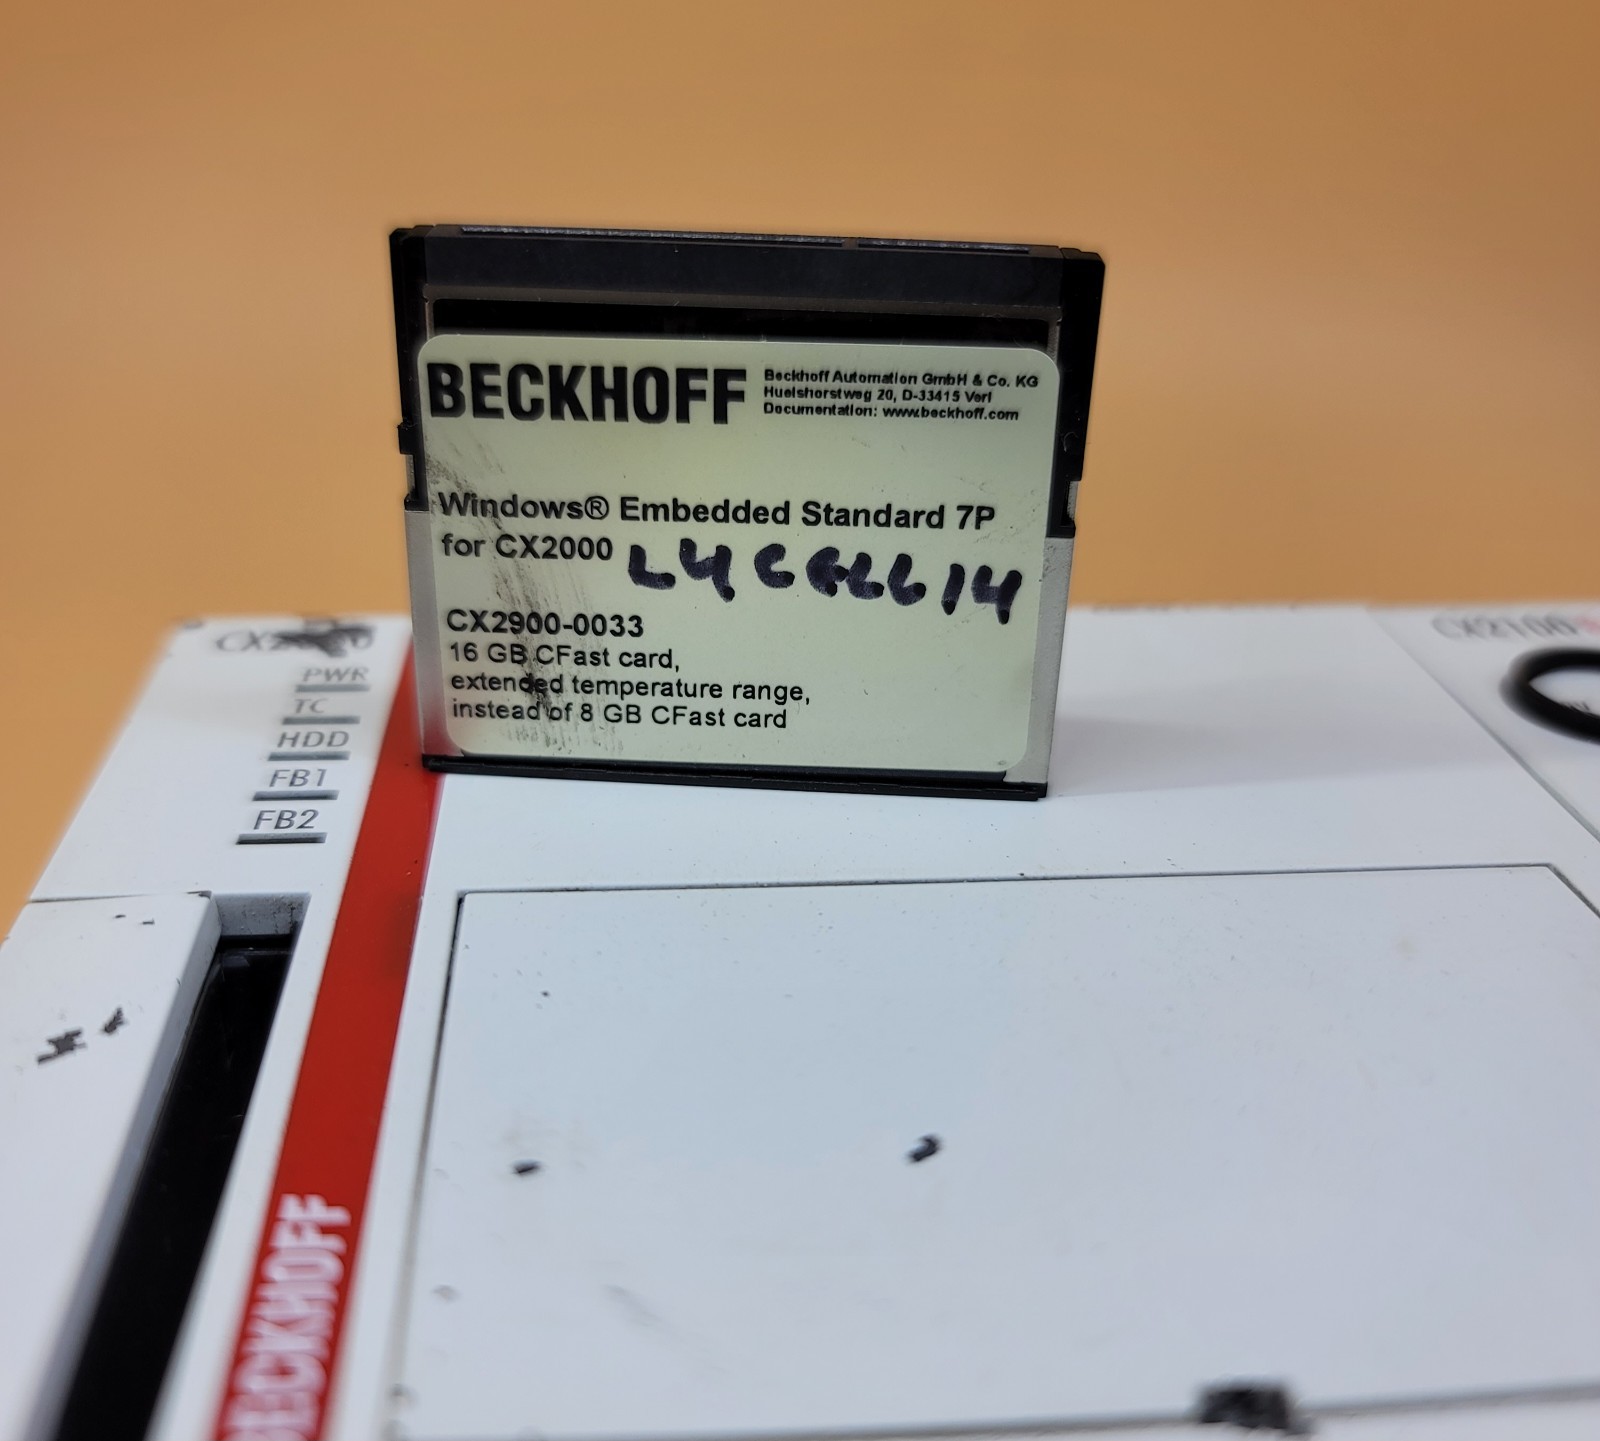 BECKHOFF
Beckhoff Automation GmbH & Co. KG
Huelshorstweg 20, D-33415 Verl
Documentation: www.beckhoff.com
Windows® Embedded Standard 7P
for CX2000
CX2900-0033
16 GB CFast card,
extended temperature range,
instead of 8 GB CFast card
PWR
TC
HDD
FB1
FB2
BECKHOFF